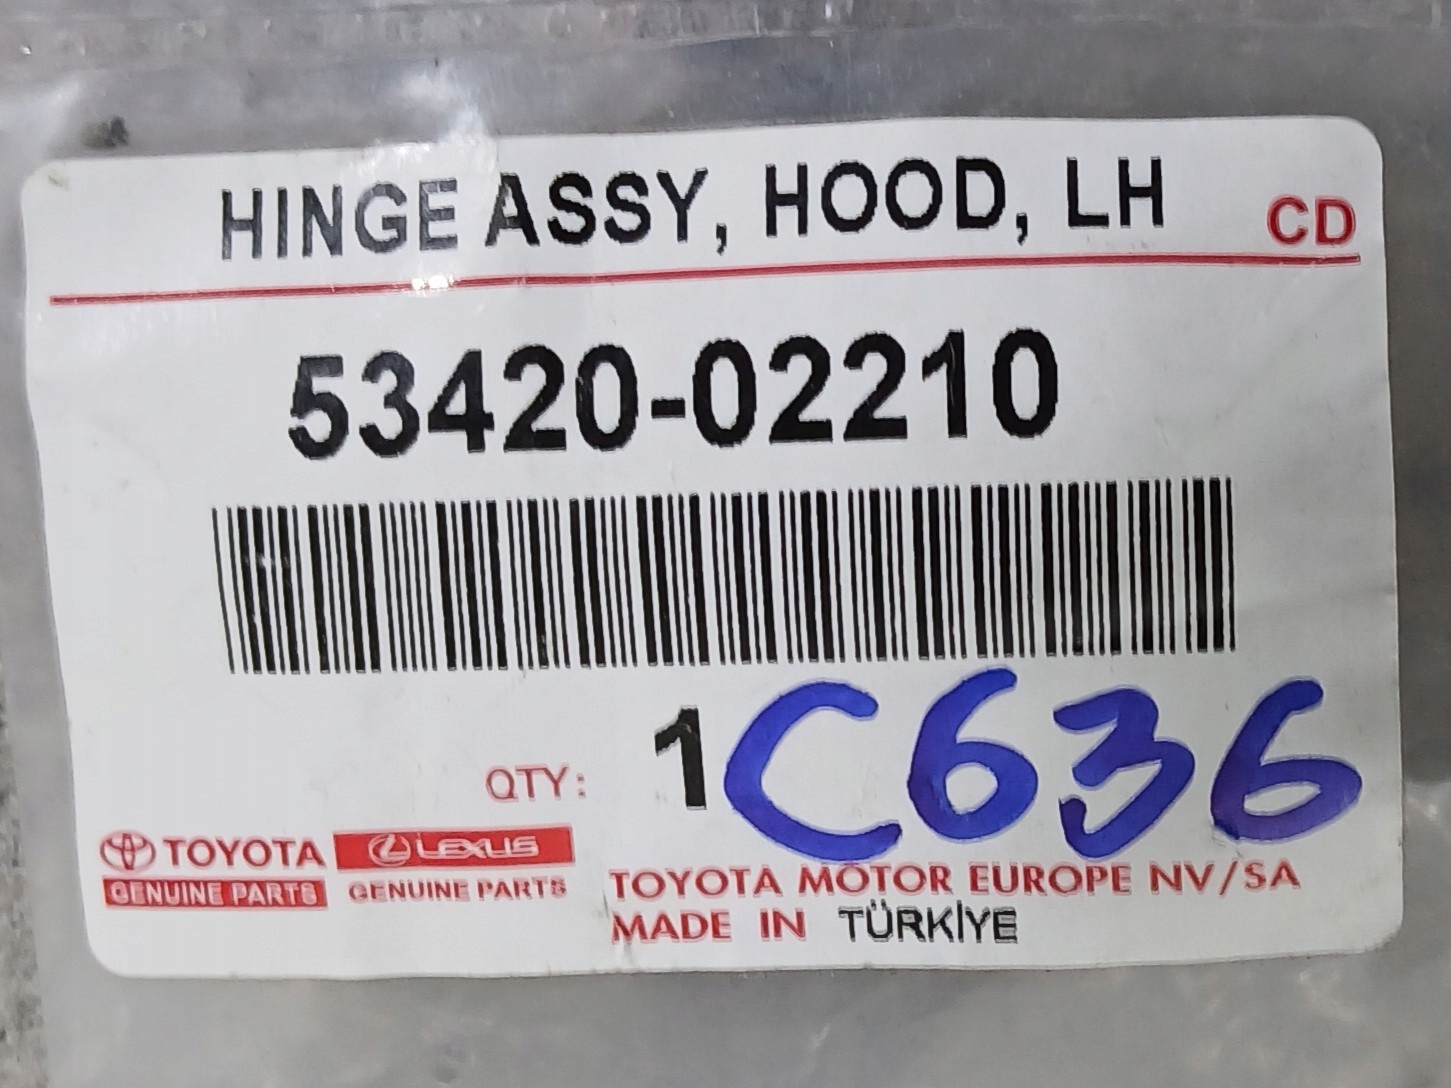 HINGE ASSY, HOOD, LH CD
53420-02210
QTY: 1 C636
TOYOTA LEXUS
GENUINE PARTS GENUINE PARTS
TOYOTA MOTOR EUROPE NV/SA
MADE IN TÜRKİYE